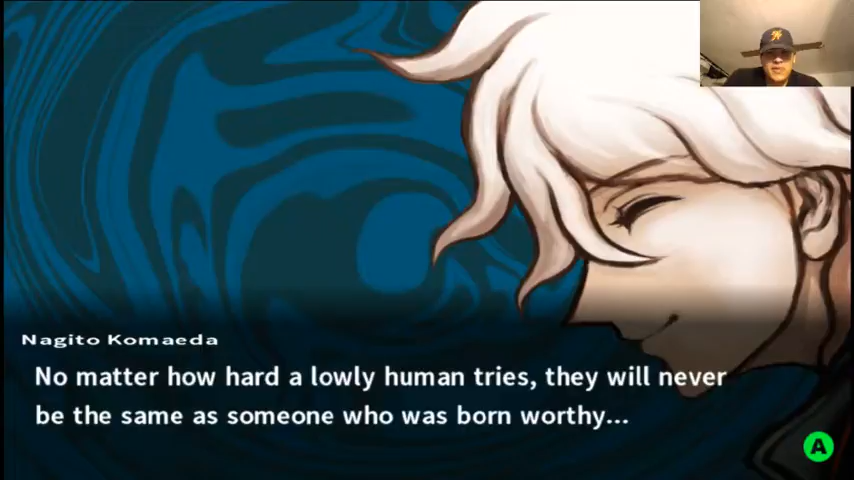 Nagito Komaeda
No matter how hard a lowly human tries, they will never
be the same as someone who was born worthy...
A